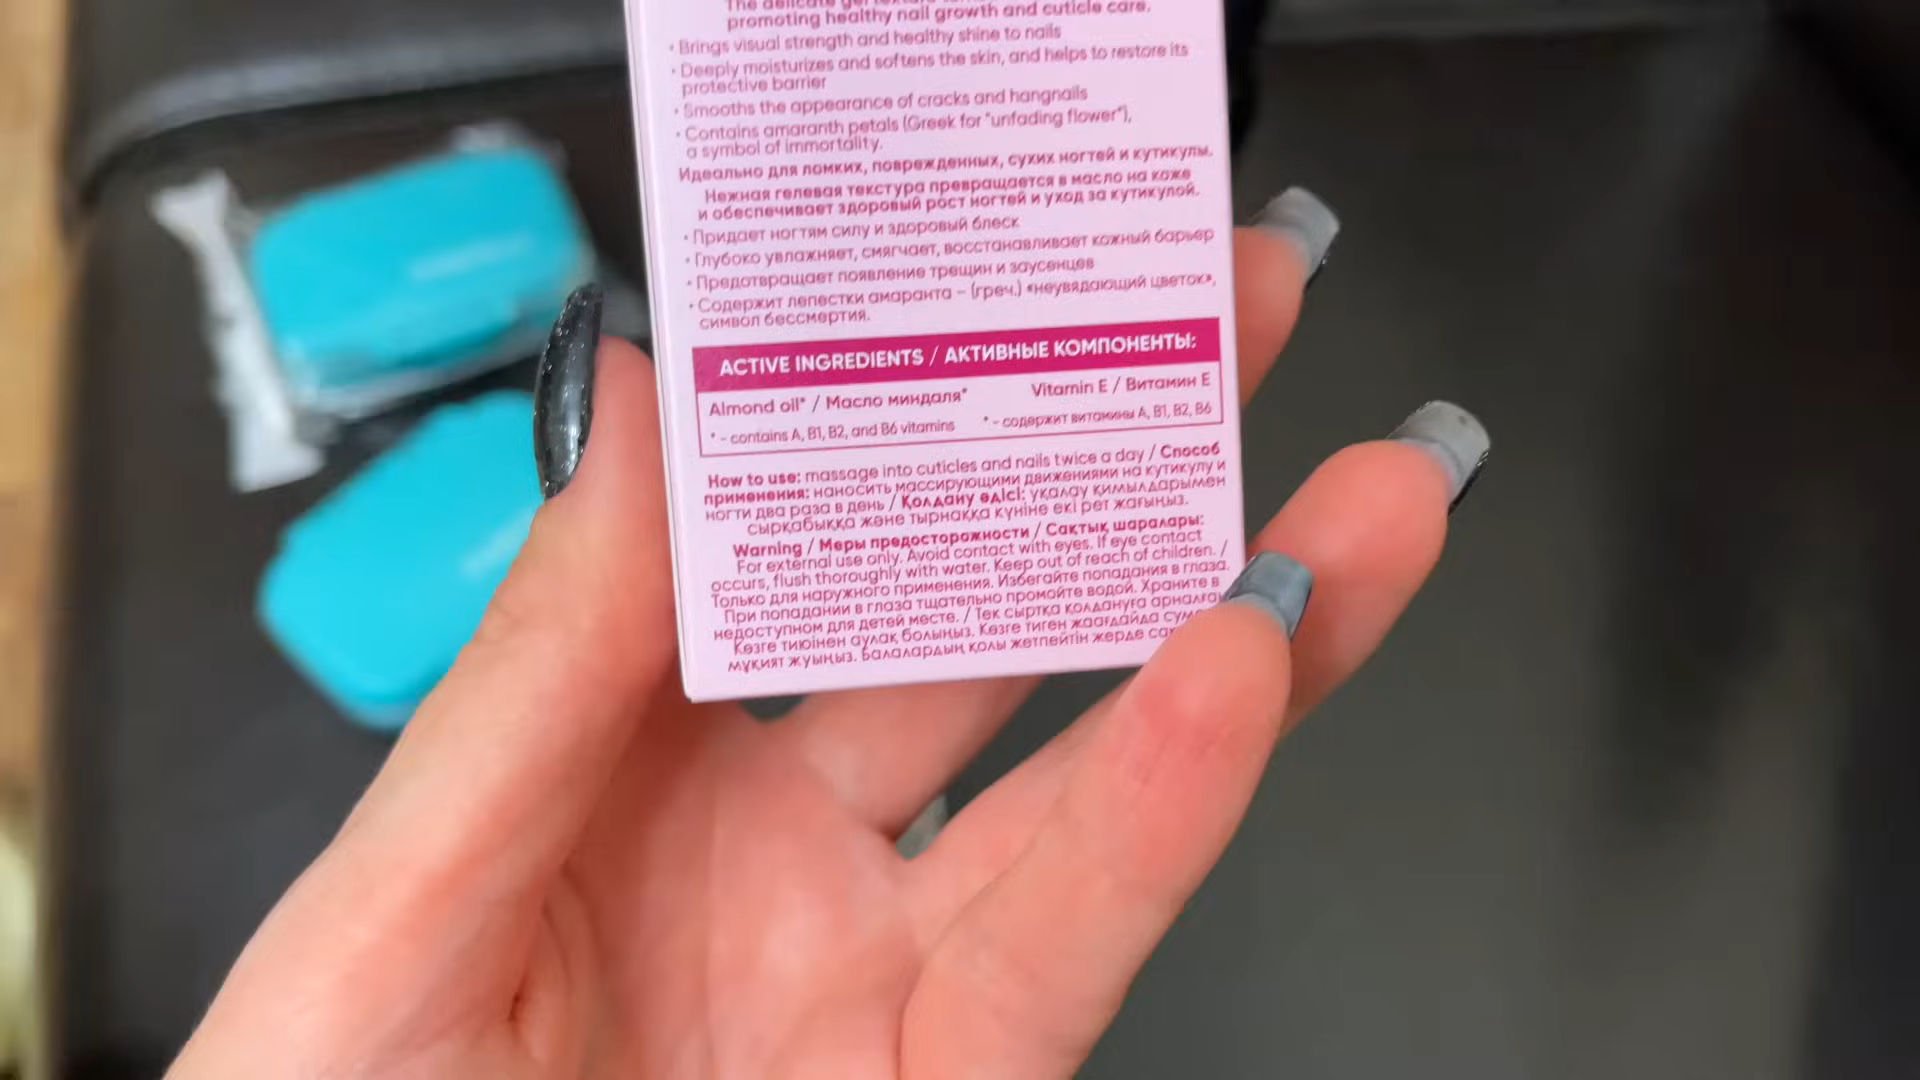 The delicate gel texture
promoting healthy nail growth and cuticle care.
• Brings visual strength and healthy shine to nails
• Deeply moisturizes and softens the skin, and helps to restore its
protective barrier
• Smooths the appearance of cracks and hangnails
• Contains amaranth petals (Greek for "unfading flower"),
a symbol of immortality.
Идеально для ломких, поврежденных, сухих ногтей и кутикулы.
Нежная гелевая текстура превращается в масло на коже
и обеспечивает здоровый рост ногтей и уход за кутикулой.
• Придает ногтям силу и здоровый блеск
• Глубоко увлажняет, смягчает, восстанавливает кожный барьер
• Предотвращает появление трещин и заусенцев
• Содержит лепестки амаранта – (греч.) «неувядающий цветок»,
символ бессмертия.
ACTIVE INGREDIENTS / АКТИВНЫЕ КОМПОНЕНТЫ:
Almond oil* / Масло миндаля* Vitamin E / Витамин Е
* - contains A, B1, B2, and B6 vitamins * - содержит витамины А, В1, В2, В6
How to use: massage into cuticles and nails twice a day / Способ
применения: наносить массирующими движениями на кутикулу и
ногти два раза в день / Қолдану әдісі: уқалау қимылдарымен
сырқабыққа және тырнаққа күніне екі рет жағыңыз.
Warning / Меры предосторожности / Сақтық шаралары:
For external use only. Avoid contact with eyes. If eye contact
occurs, flush thoroughly with water. Keep out of reach of children. /
Только для наружного применения. Избегайте попадания в глаза.
При попадании в глаза тщательно промойте водой. Храните в
недоступном для детей месте. / Тек сыртқа қолдануға арналған
Көзге тиюінен аулақ болыңыз. Көзге тиген жағдайда сум
мұқият жуыңыз. Балалардың қолы жетпейтін жерде сақ